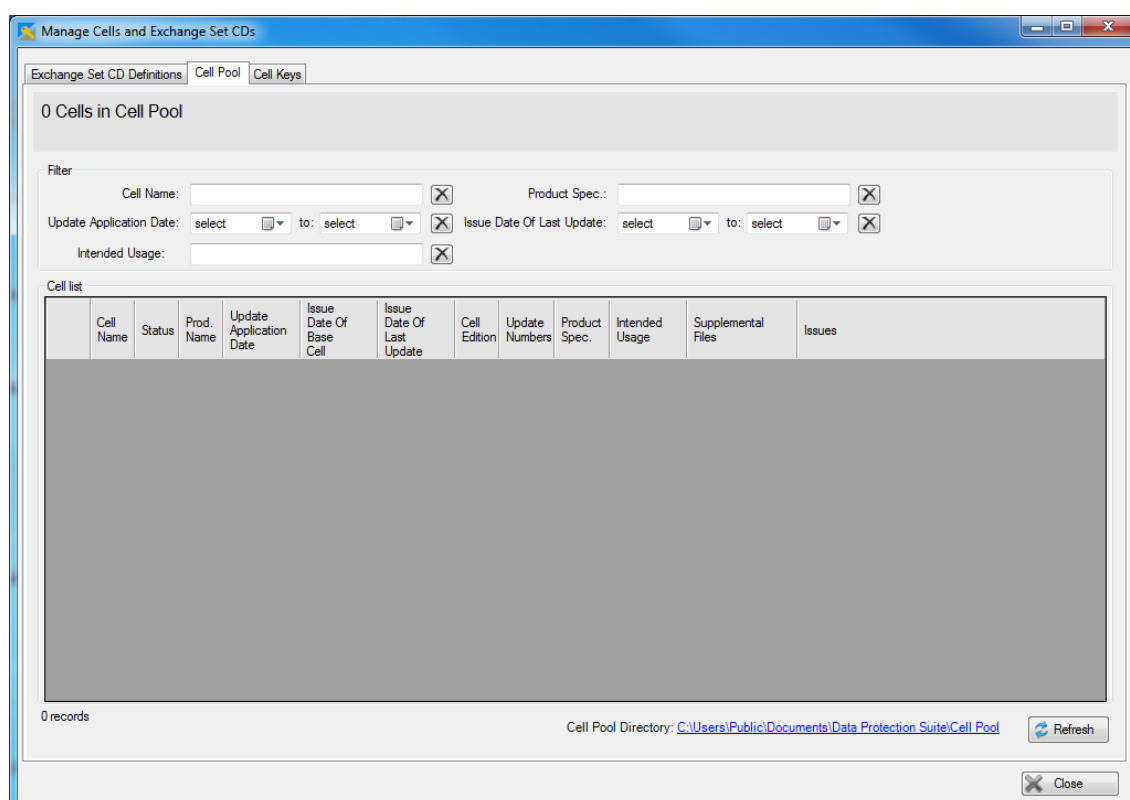 Manage Cells and Exchange Set CDs
Exchange Set CD Definitions Cell Pool Cell Keys
0 Cells in Cell Pool
Filter
Cell Name: Product Spec.:
Update Application Date: select to: select Issue Date Of Last Update: select to: select
Intended Usage:
Cell list
Cell Name Status Prod. Name Update Application Date Issue Date Of Base Cell Issue Date Of Last Update Cell Edition Update Numbers Product Spec. Intended Usage Supplemental Files Issues
0 records
Cell Pool Directory: C:\Users\Public\Documents\Data Protection Suite\Cell Pool Refresh
Close